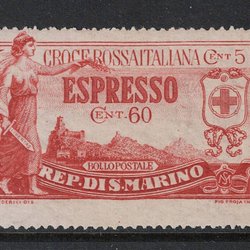 CROCE ROSSA ITALIANA CENT 5
ESPRESSO
CENT. 60
BOLLO POSTALE
REP. DI S. MARINO